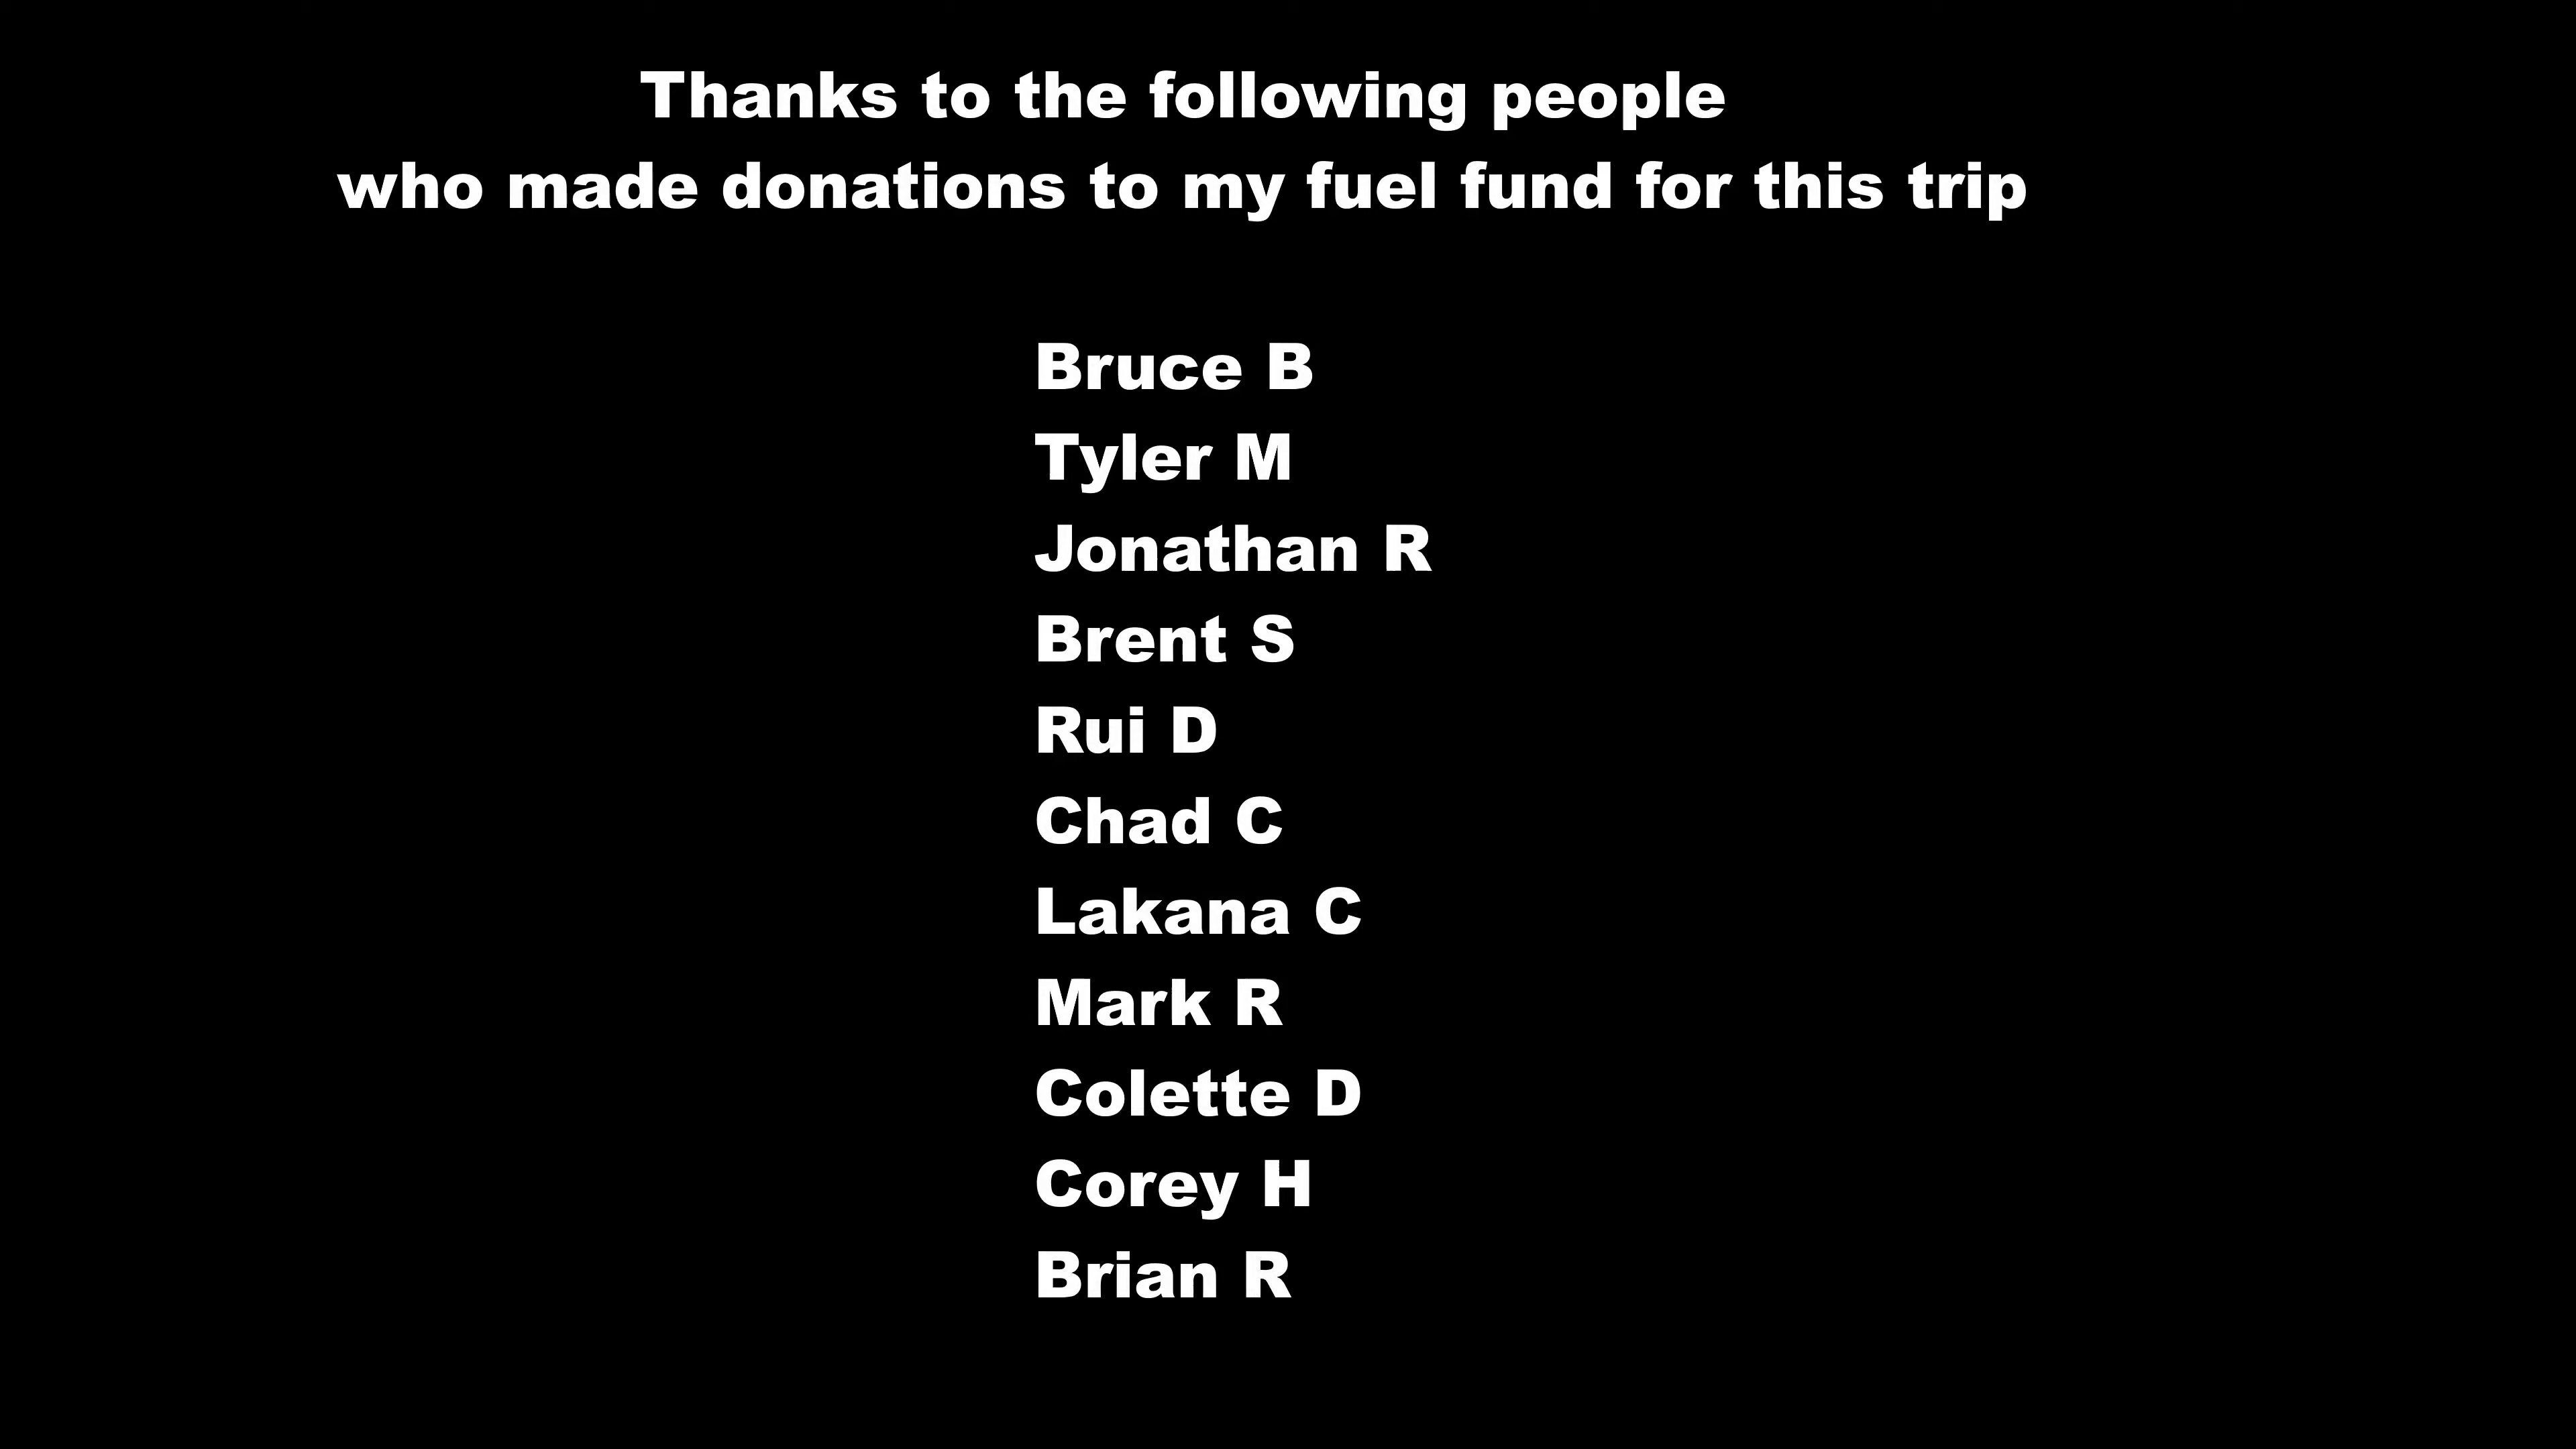 Thanks to the following people
who made donations to my fuel fund for this trip
Bruce B
Tyler M
Jonathan R
Brent S
Rui D
Chad C
Lakana C
Mark R
Colette D
Corey H
Brian R